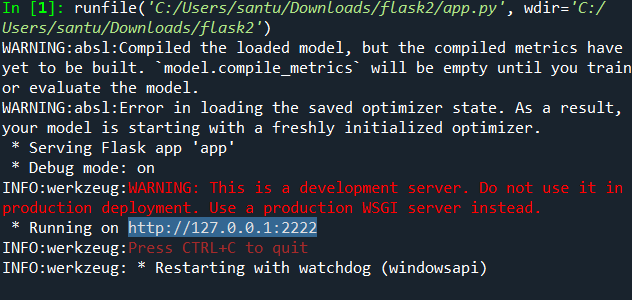 In [1]: runfile('C:/Users/santu/Downloads/flask2/app.py', wdir='C:/
Users/santu/Downloads/flask2')
WARNING:absl:Compiled the loaded model, but the compiled metrics have
yet to be built. `model.compile_metrics` will be empty until you train
or evaluate the model.
WARNING:absl:Error in loading the saved optimizer state. As a result,
your model is starting with a freshly initialized optimizer.
 * Serving Flask app 'app'
 * Debug mode: on
INFO:werkzeug:WARNING: This is a development server. Do not use it in
production deployment. Use a production WSGI server instead.
 * Running on http://127.0.0.1:2222
INFO:werkzeug:Press CTRL+C to quit
INFO:werkzeug: * Restarting with watchdog (windowsapi)